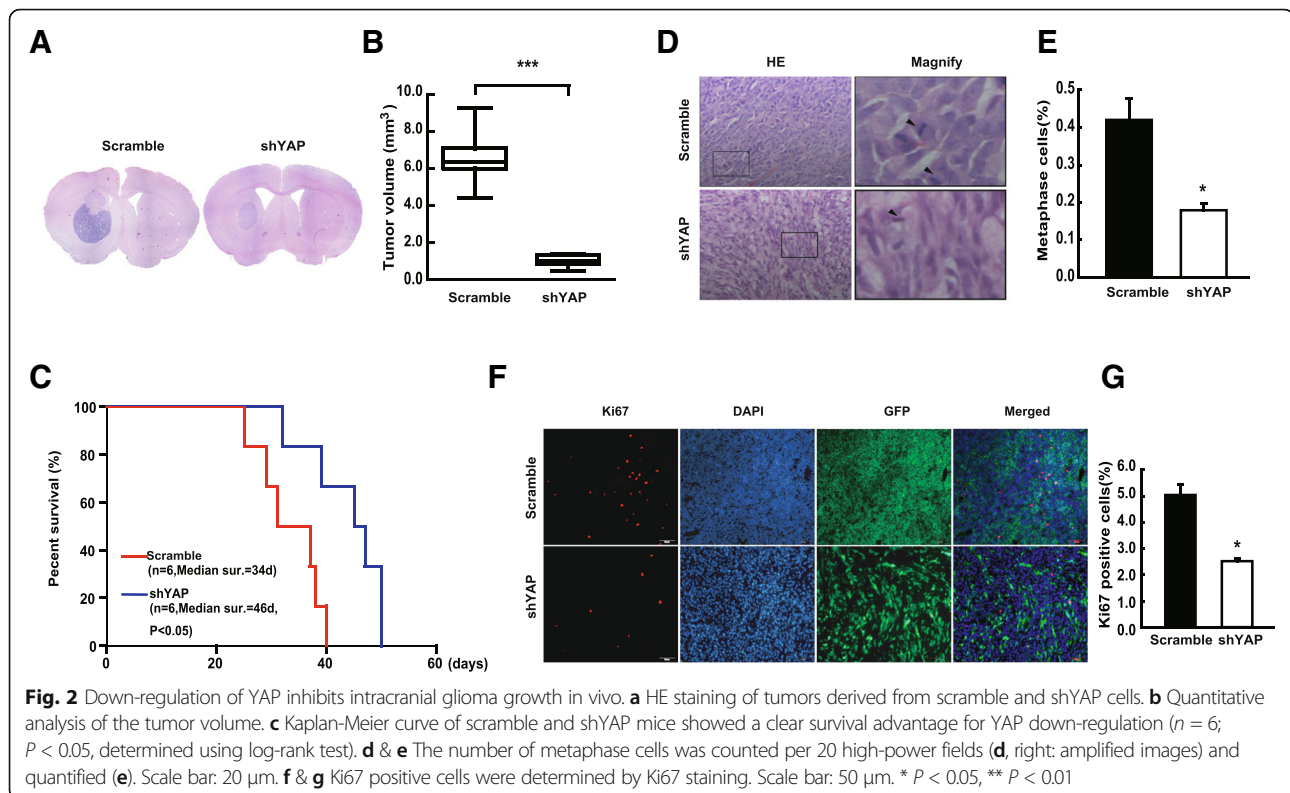 A
Scramble
shYAP
B
***
Tumor volume (mm³)
10.0
8.0
6.0
4.0
2.0
0.0
Scramble
shYAP
D
HE
Magnify
Scramble
shYAP
E
Metaphase cells(%)
0.5
0.4
0.3
0.2
0.1
0.0
*
Scramble
shYAP
C
Pecent survival (%)
100
80
60
40
20
0
Scramble
(n=6,Median sur.=34d)
shYAP
(n=6,Median sur.=46d,
P<0.05)
0
20
40
60 (days)
F
Ki67
DAPI
GFP
Merged
Scramble
shYAP
G
Ki67 positive cells(%)
6.0
5.0
4.0
3.0
2.0
1.0
0.0
*
Scramble
shYAP
Fig. 2 Down-regulation of YAP inhibits intracranial glioma growth in vivo. a HE staining of tumors derived from scramble and shYAP cells. b Quantitative
analysis of the tumor volume. c Kaplan-Meier curve of scramble and shYAP mice showed a clear survival advantage for YAP down-regulation (n = 6;
P < 0.05, determined using log-rank test). d & e The number of metaphase cells was counted per 20 high-power fields (d, right: amplified images) and
quantified (e). Scale bar: 20 μm. f & g Ki67 positive cells were determined by Ki67 staining. Scale bar: 50 μm. * P < 0.05, ** P < 0.01